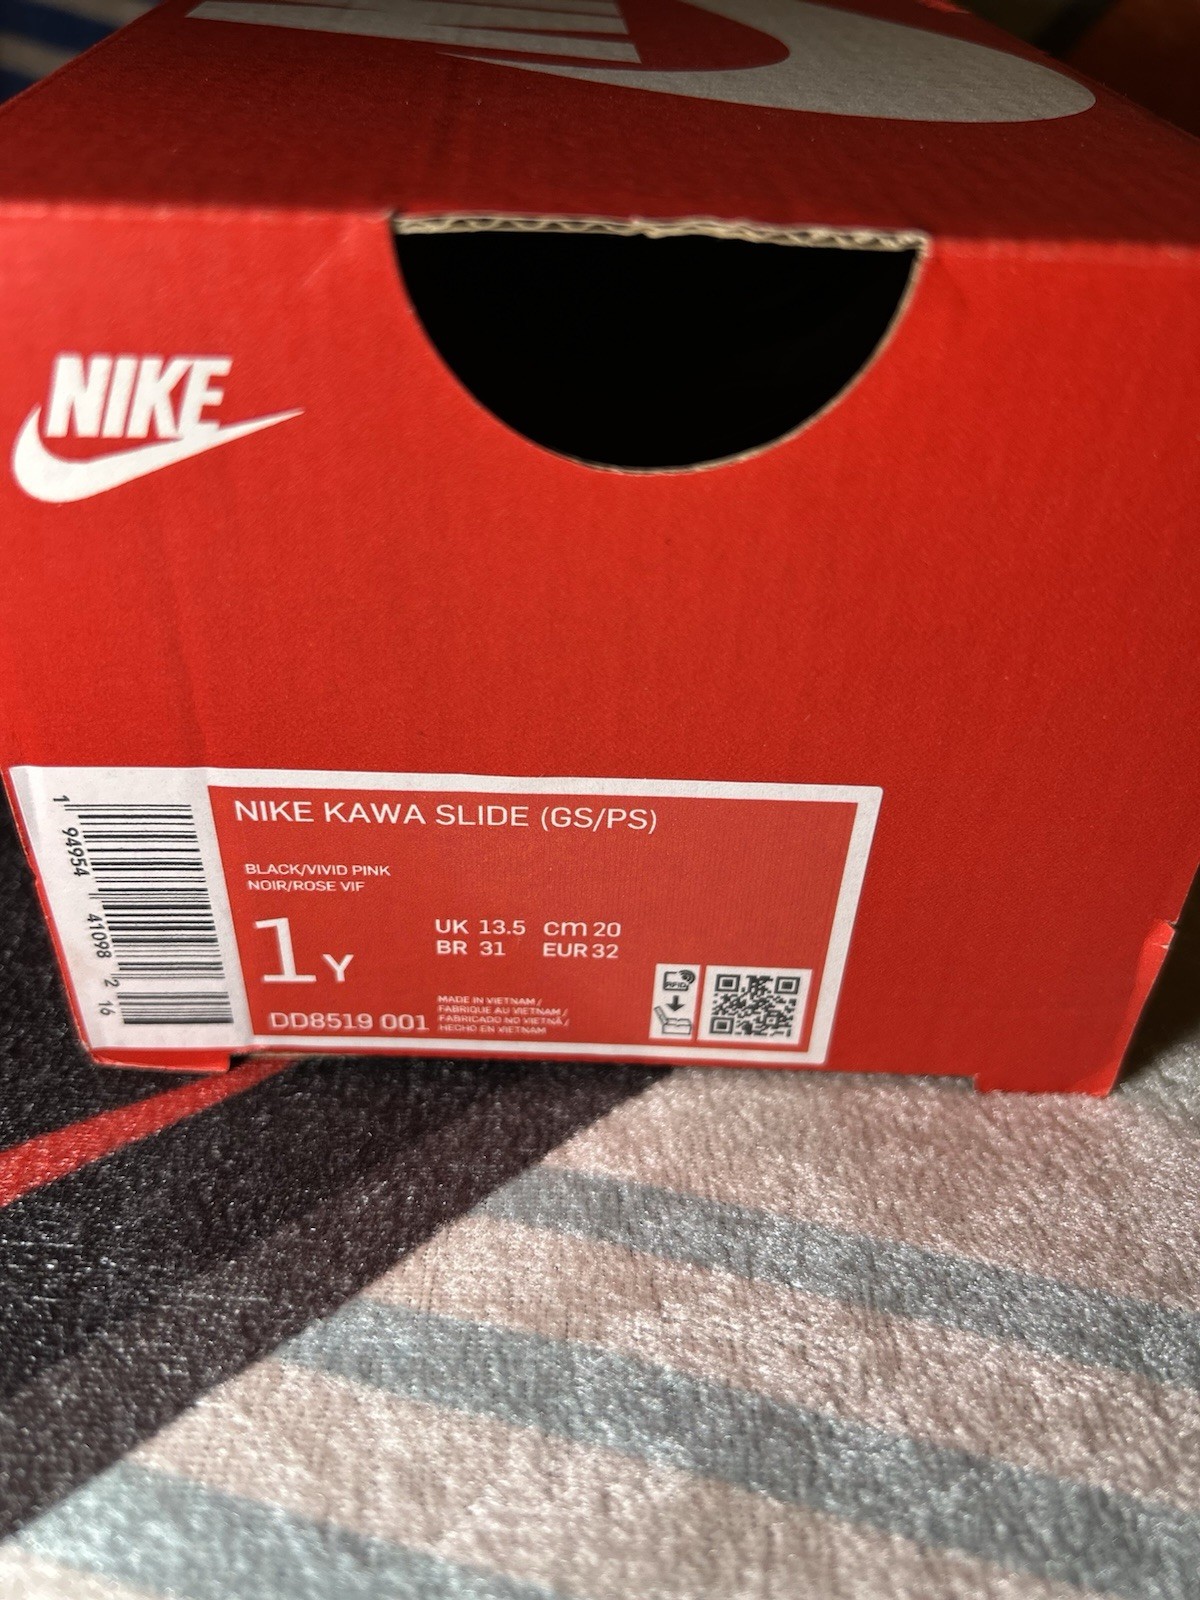 NIKE
NIKE KAWA SLIDE (GS/PS)
BLACK/VIVID PINK
NOIR/ROSE VIF
1Y
UK 13.5 cm 20
BR 31 EUR 32
DD8519 001
MADE IN VIETNAM /
FABRIQUE AU VIETNAM /
FABRICADO NO VIETNÃ /
HECHO EN VIETNAM
RFID
1 94954 41098 2 16